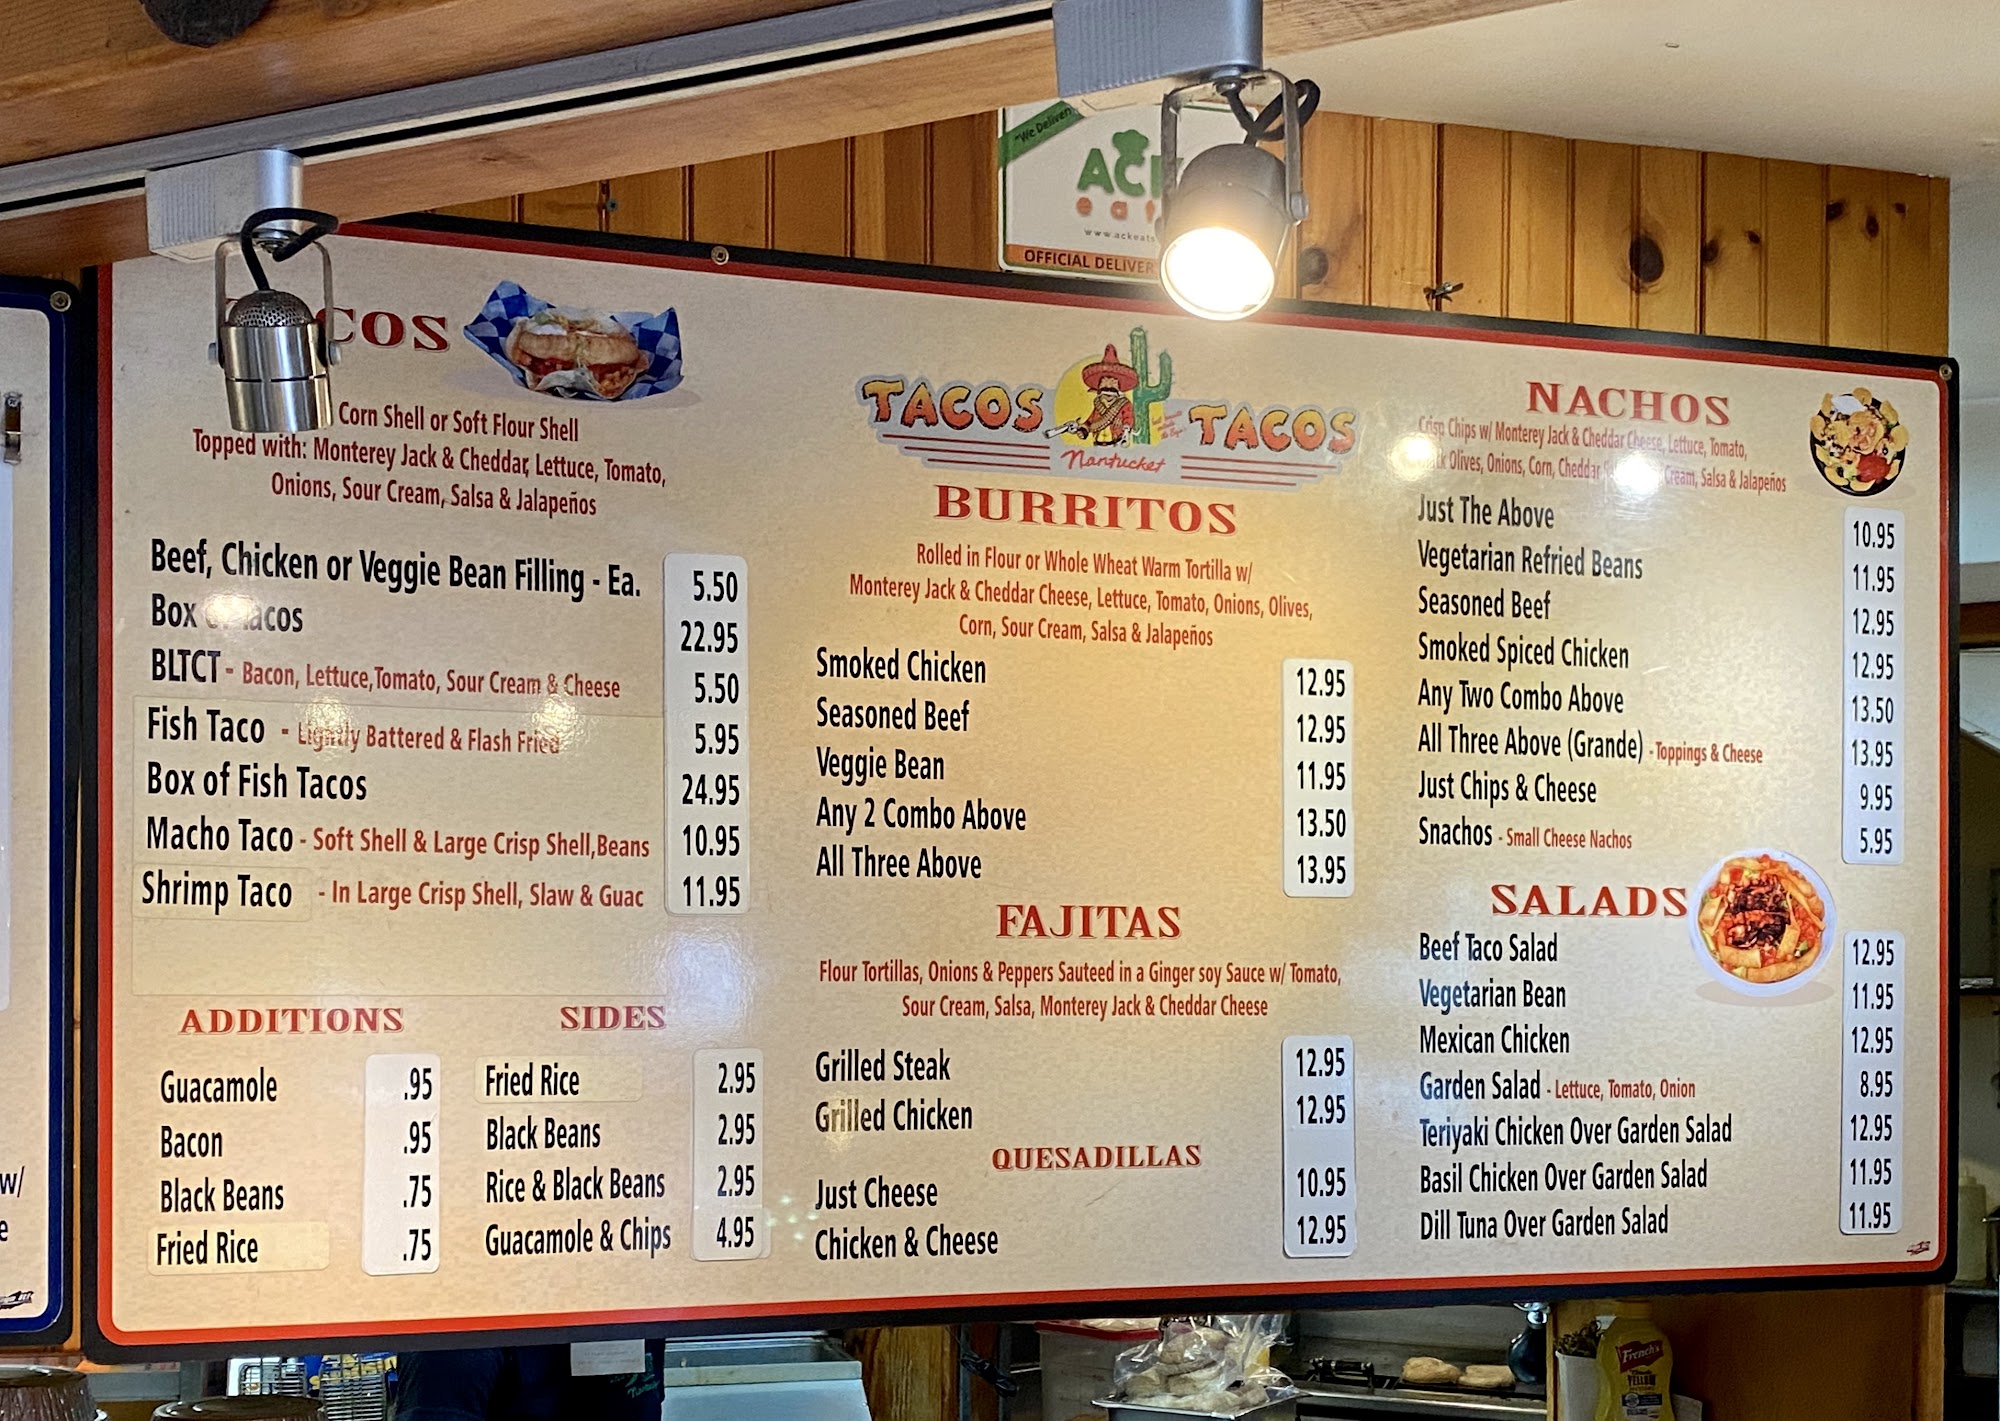 "We Deliver"
eat
www.ackeats
OFFICIAL DELIVER
Corn Shell or Soft Flour Shell
Topped with: Monterey Jack & Cheddar, Lettuce, Tomato,
Onions, Sour Cream, Salsa & Jalapeños
Beef, Chicken or Veggie Bean Filling - Ea. 5.50
Box of Tacos 22.95
BLTCT - Bacon, Lettuce,Tomato, Sour Cream & Cheese 5.50
Fish Taco - Lightly Battered & Flash Fried 5.95
Box of Fish Tacos 24.95
Macho Taco - Soft Shell & Large Crisp Shell,Beans 10.95
Shrimp Taco - In Large Crisp Shell, Slaw & Guac 11.95
ADDITIONS
Guacamole .95
Bacon .95
Black Beans .75
Fried Rice .75
SIDES
Fried Rice 2.95
Black Beans 2.95
Rice & Black Beans 2.95
Guacamole & Chips 4.95
TACOS TACOS
Nantucket
BURRITOS
Rolled in Flour or Whole Wheat Warm Tortilla w/
Monterey Jack & Cheddar Cheese, Lettuce, Tomato, Onions, Olives,
Corn, Sour Cream, Salsa & Jalapeños
Smoked Chicken 12.95
Seasoned Beef 12.95
Veggie Bean 11.95
Any 2 Combo Above 13.50
All Three Above 13.95
FAJITAS
Flour Tortillas, Onions & Peppers Sauteed in a Ginger soy Sauce w/ Tomato,
Sour Cream, Salsa, Monterey Jack & Cheddar Cheese
Grilled Steak 12.95
Grilled Chicken 12.95
QUESADILLAS
Just Cheese 10.95
Chicken & Cheese 12.95
NACHOS
Crisp Chips w/ Monterey Jack & Cheddar Cheese, Lettuce, Tomato,
Olives, Onions, Corn, Cheddar Cream, Salsa & Jalapeños
Just The Above 10.95
Vegetarian Refried Beans 11.95
Seasoned Beef 12.95
Smoked Spiced Chicken 12.95
Any Two Combo Above 13.50
All Three Above (Grande) - Toppings & Cheese 13.95
Just Chips & Cheese 9.95
Snachos - Small Cheese Nachos 5.95
SALADS
Beef Taco Salad 12.95
Vegetarian Bean 11.95
Mexican Chicken 12.95
Garden Salad - Lettuce, Tomato, Onion 8.95
Teriyaki Chicken Over Garden Salad 12.95
Basil Chicken Over Garden Salad 11.95
Dill Tuna Over Garden Salad 11.95
w/
e
French's
YELLOW